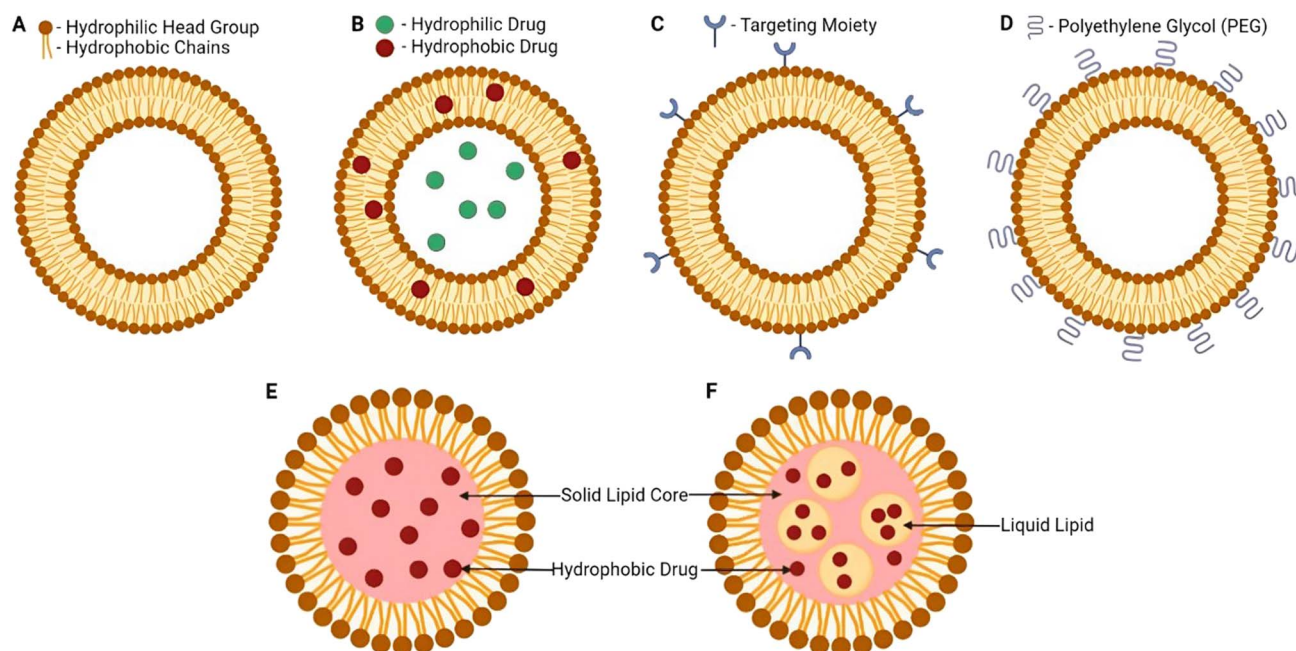 A
- Hydrophilic Head Group
- Hydrophobic Chains
B
- Hydrophilic Drug
- Hydrophobic Drug
C
- Targeting Moiety
D
- Polyethylene Glycol (PEG)
E
F
Solid Lipid Core
Liquid Lipid
Hydrophobic Drug